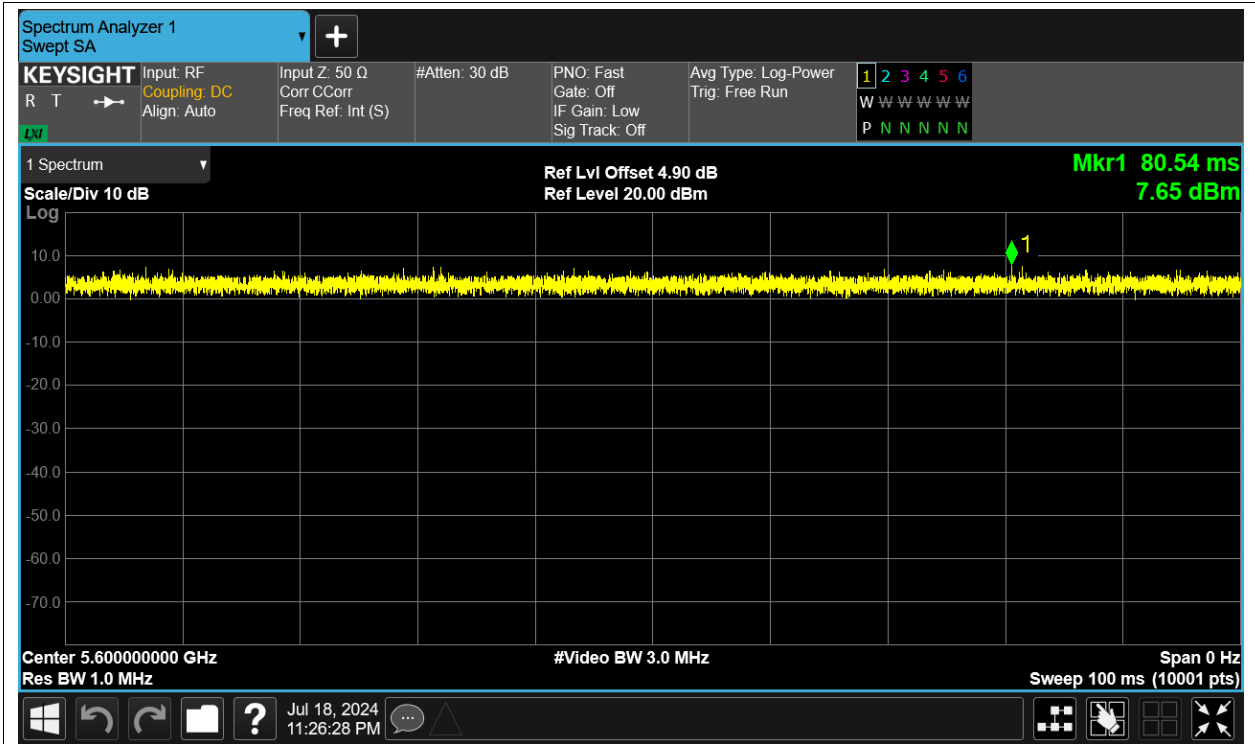 Spectrum Analyzer 1
Swept SA
KEYSIGHT
R T
LXI
Input: RF
Coupling: DC
Align: Auto
Input Z: 50 Ω
Corr CCorr
Freq Ref: Int (S)
#Atten: 30 dB
PNO: Fast
Gate: Off
IF Gain: Low
Sig Track: Off
Avg Type: Log-Power
Trig: Free Run
1 2 3 4 5 6
W W W W W W
P N N N N N
1 Spectrum
Scale/Div 10 dB
Ref Lvl Offset 4.90 dB
Ref Level 20.00 dBm
Mkr1 80.54 ms
7.65 dBm
Log
1
10.0
0.00
-10.0
-20.0
-30.0
-40.0
-50.0
-60.0
-70.0
Center 5.600000000 GHz
#Video BW 3.0 MHz
Span 0 Hz
Res BW 1.0 MHz
Sweep 100 ms (10001 pts)
?
Jul 18, 2024
11:26:28 PM